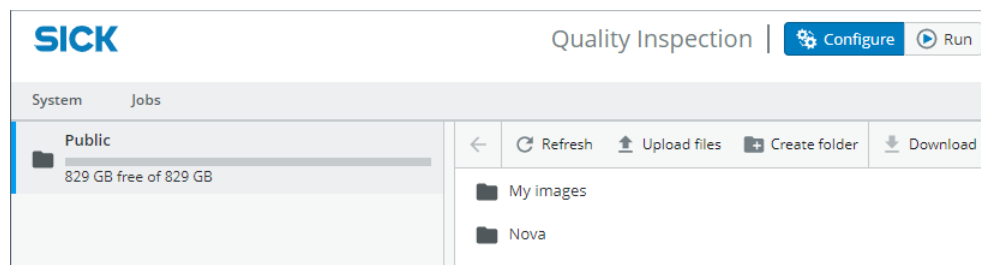 SICK
Quality Inspection | Configure Run
System Jobs
Public
829 GB free of 829 GB
Refresh Upload files Create folder Download
My images
Nova